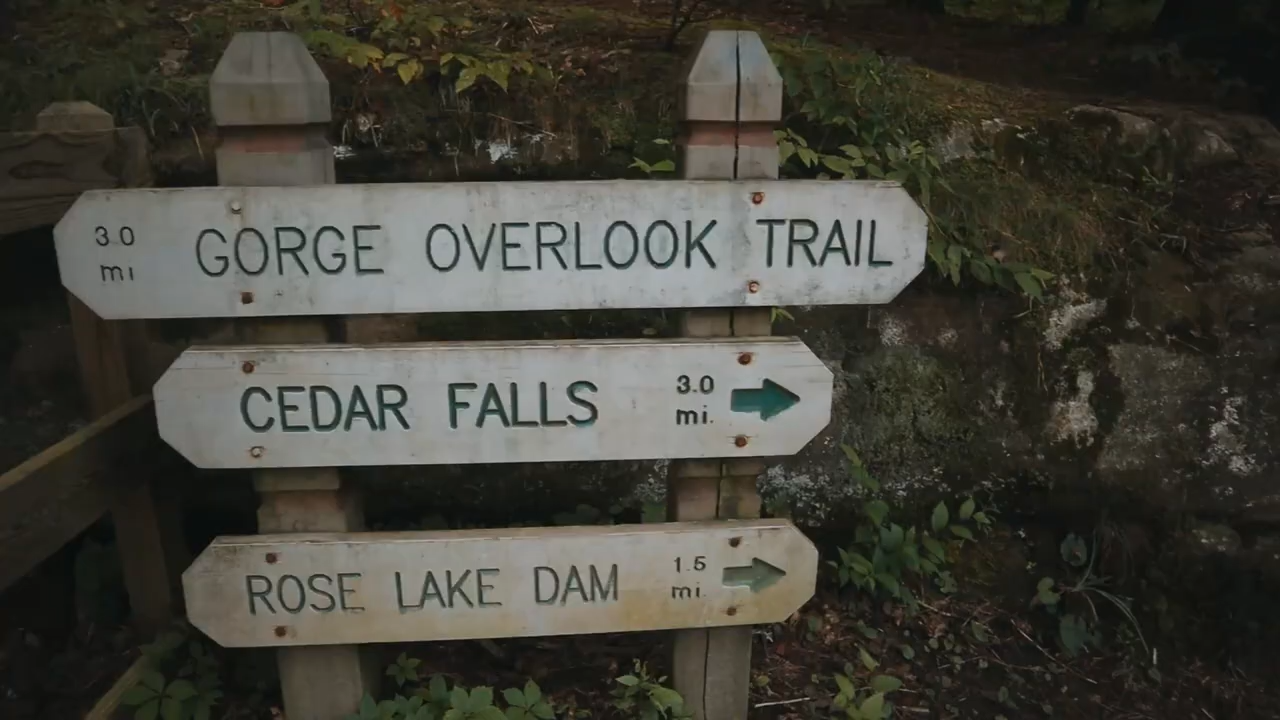 3.0 mi GORGE OVERLOOK TRAIL
CEDAR FALLS 3.0 mi.
ROSE LAKE DAM 1.5 mi.